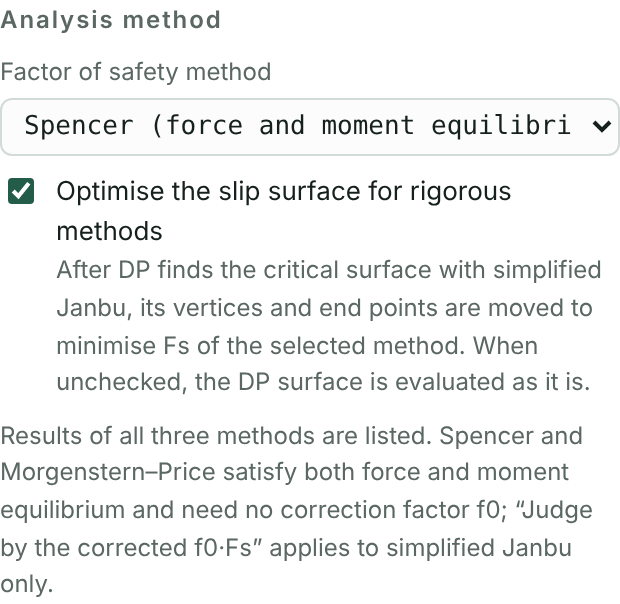 Analysis method
Factor of safety method
Spencer (force and moment equilibri
Optimise the slip surface for rigorous
methods
After DP finds the critical surface with simplified
Janbu, its vertices and end points are moved to
minimise Fs of the selected method. When
unchecked, the DP surface is evaluated as it is.
Results of all three methods are listed. Spencer and
Morgenstern–Price satisfy both force and moment
equilibrium and need no correction factor f0; “Judge
by the corrected f0·Fs” applies to simplified Janbu
only.